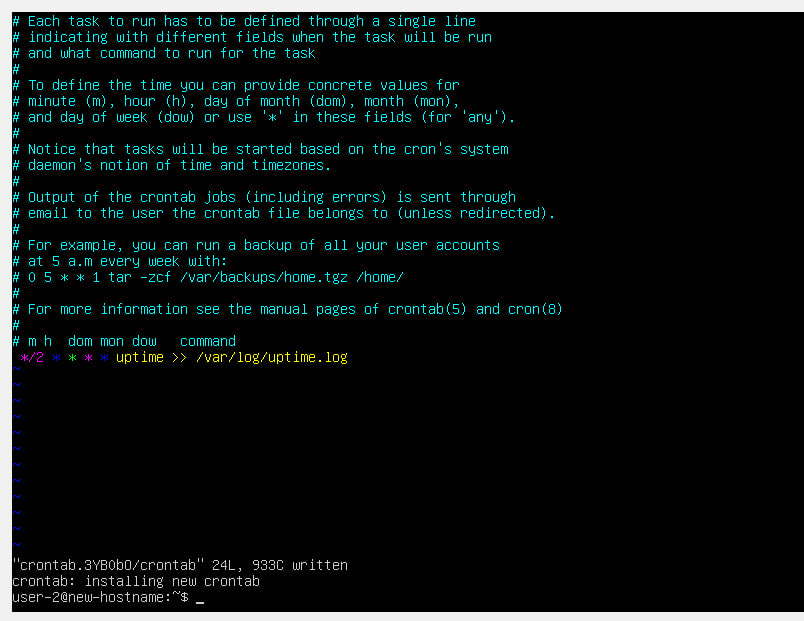 # Each task to run has to be defined through a single line
# indicating with different fields when the task will be run
# and what command to run for the task
#
# To define the time you can provide concrete values for
# minute (m), hour (h), day of month (dom), month (mon),
# and day of week (dow) or use '*' in these fields (for 'any').
#
# Notice that tasks will be started based on the cron's system
# daemon's notion of time and timezones.
#
# Output of the crontab jobs (including errors) is sent through
# email to the user the crontab file belongs to (unless redirected).
#
# For example, you can run a backup of all your user accounts
# at 5 a.m every week with:
# 0 5 * * 1 tar -zcf /var/backups/home.tgz /home/
#
# For more information see the manual pages of crontab(5) and cron(8)
#
# m h  dom mon dow   command
 */2 * * * * uptime >> /var/log/uptime.log
~
~
~
~
~
~
~
~
~
~
~
~
"crontab.3YB0bO/crontab" 24L, 933C written
crontab: installing new crontab
user-2@new-hostname:~$ _